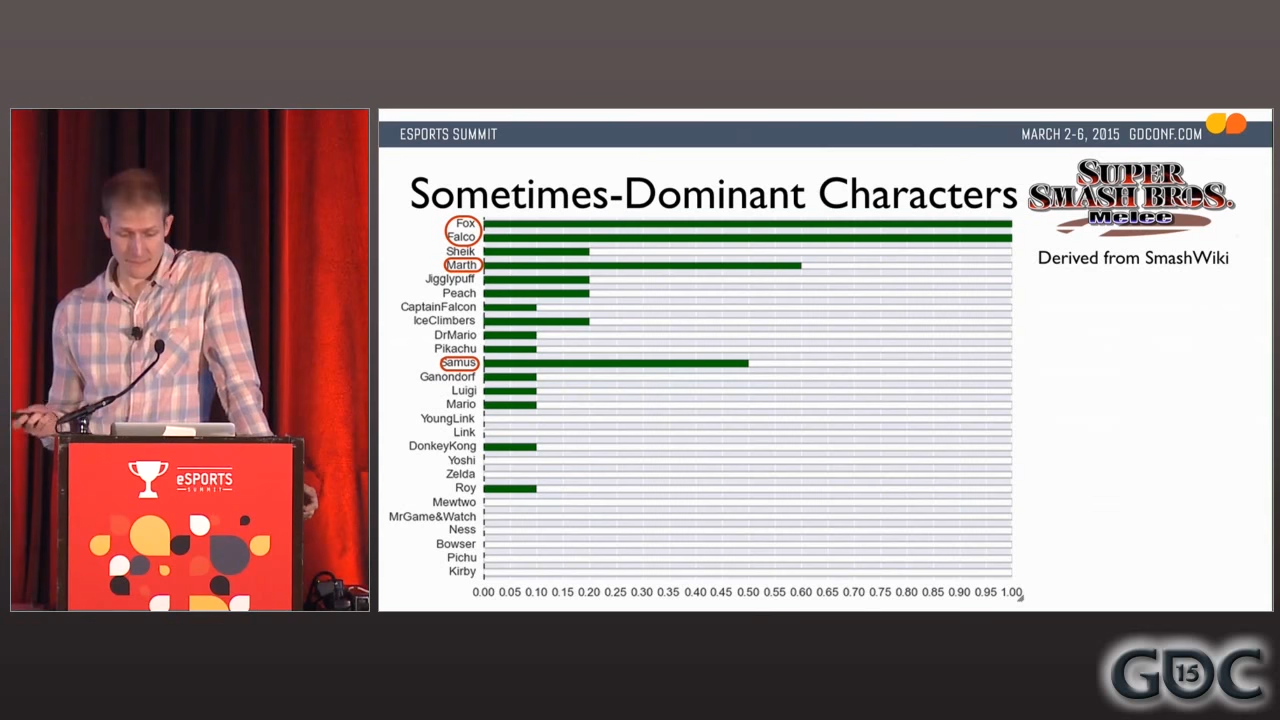 ESPORTS SUMMIT
MARCH 2-6, 2015 GDCONF.COM
Sometimes-Dominant Characters
SUPER
SMASH BROS.
Melee
Derived from SmashWiki
Fox
Falco
Sheik
Marth
Jigglypuff
Peach
CaptainFalcon
IceClimbers
DrMario
Pikachu
Samus
Ganondorf
Luigi
Mario
YoungLink
Link
DonkeyKong
Yoshi
Zelda
Roy
Mewtwo
MrGame&Watch
Ness
Bowser
Pichu
Kirby
0.00 0.05 0.10 0.15 0.20 0.25 0.30 0.35 0.40 0.45 0.50 0.55 0.60 0.65 0.70 0.75 0.80 0.85 0.90 0.95 1.00
eSPORTS
SUMMIT
GDC
15